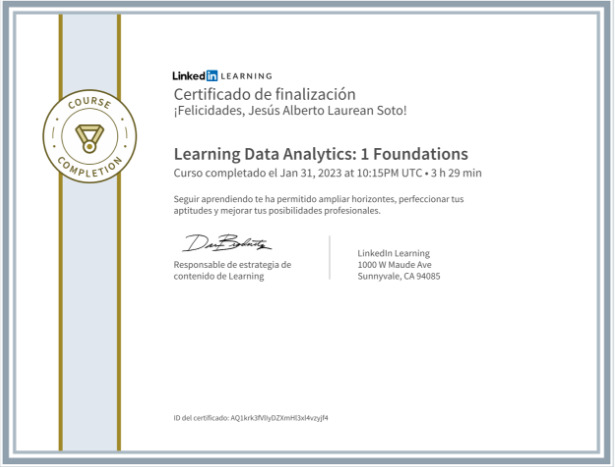 COURSE
COMPLETION
Linked in LEARNING
Certificado de finalización
¡Felicidades, Jesús Alberto Laurean Soto!
Learning Data Analytics: 1 Foundations
Curso completado el Jan 31, 2023 at 10:15PM UTC • 3 h 29 min
Seguir aprendiendo te ha permitido ampliar horizontes, perfeccionar tus
aptitudes y mejorar tus posibilidades profesionales.
Responsable de estrategia de
contenido de Learning
LinkedIn Learning
1000 W Maude Ave
Sunnyvale, CA 94085
ID del certificado: